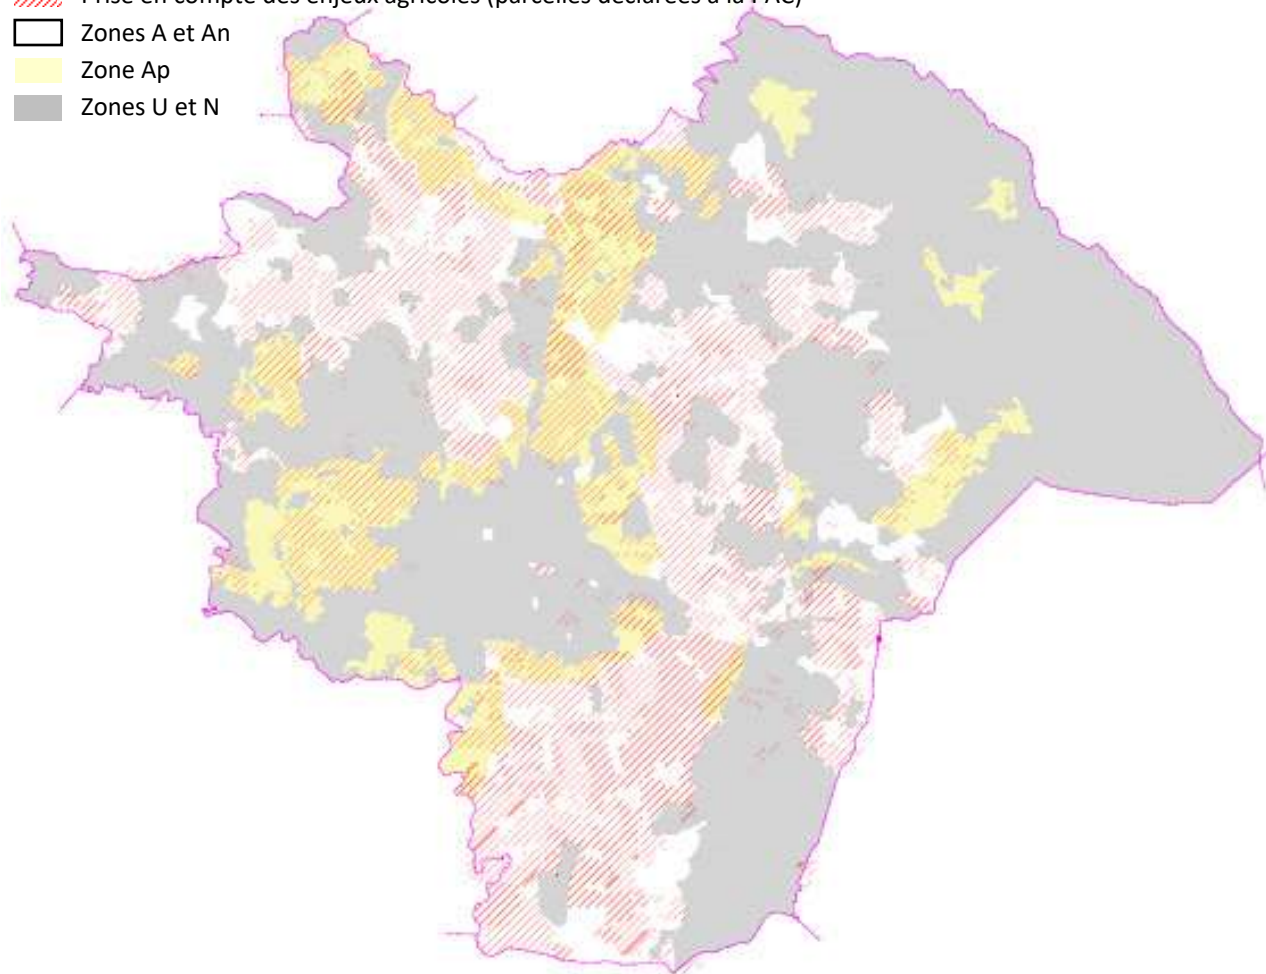 Prise en compte des enjeux agricoles (parcelles déclarées à la PAC)
Zones A et An
Zone Ap
Zones U et N